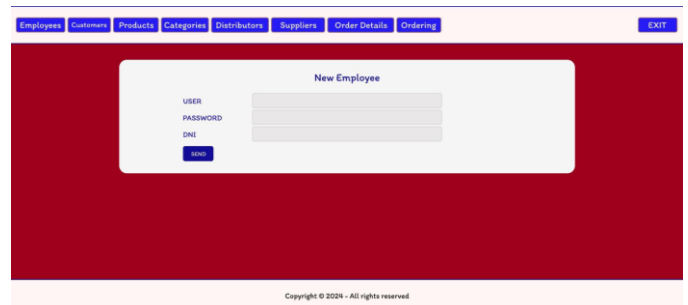 Employees Customers Products Categories Distributors Suppliers Order Details Ordering EXIT
New Employee
USER
PASSWORD
DNI
SEND
Copyright © 2024 - All rights reserved